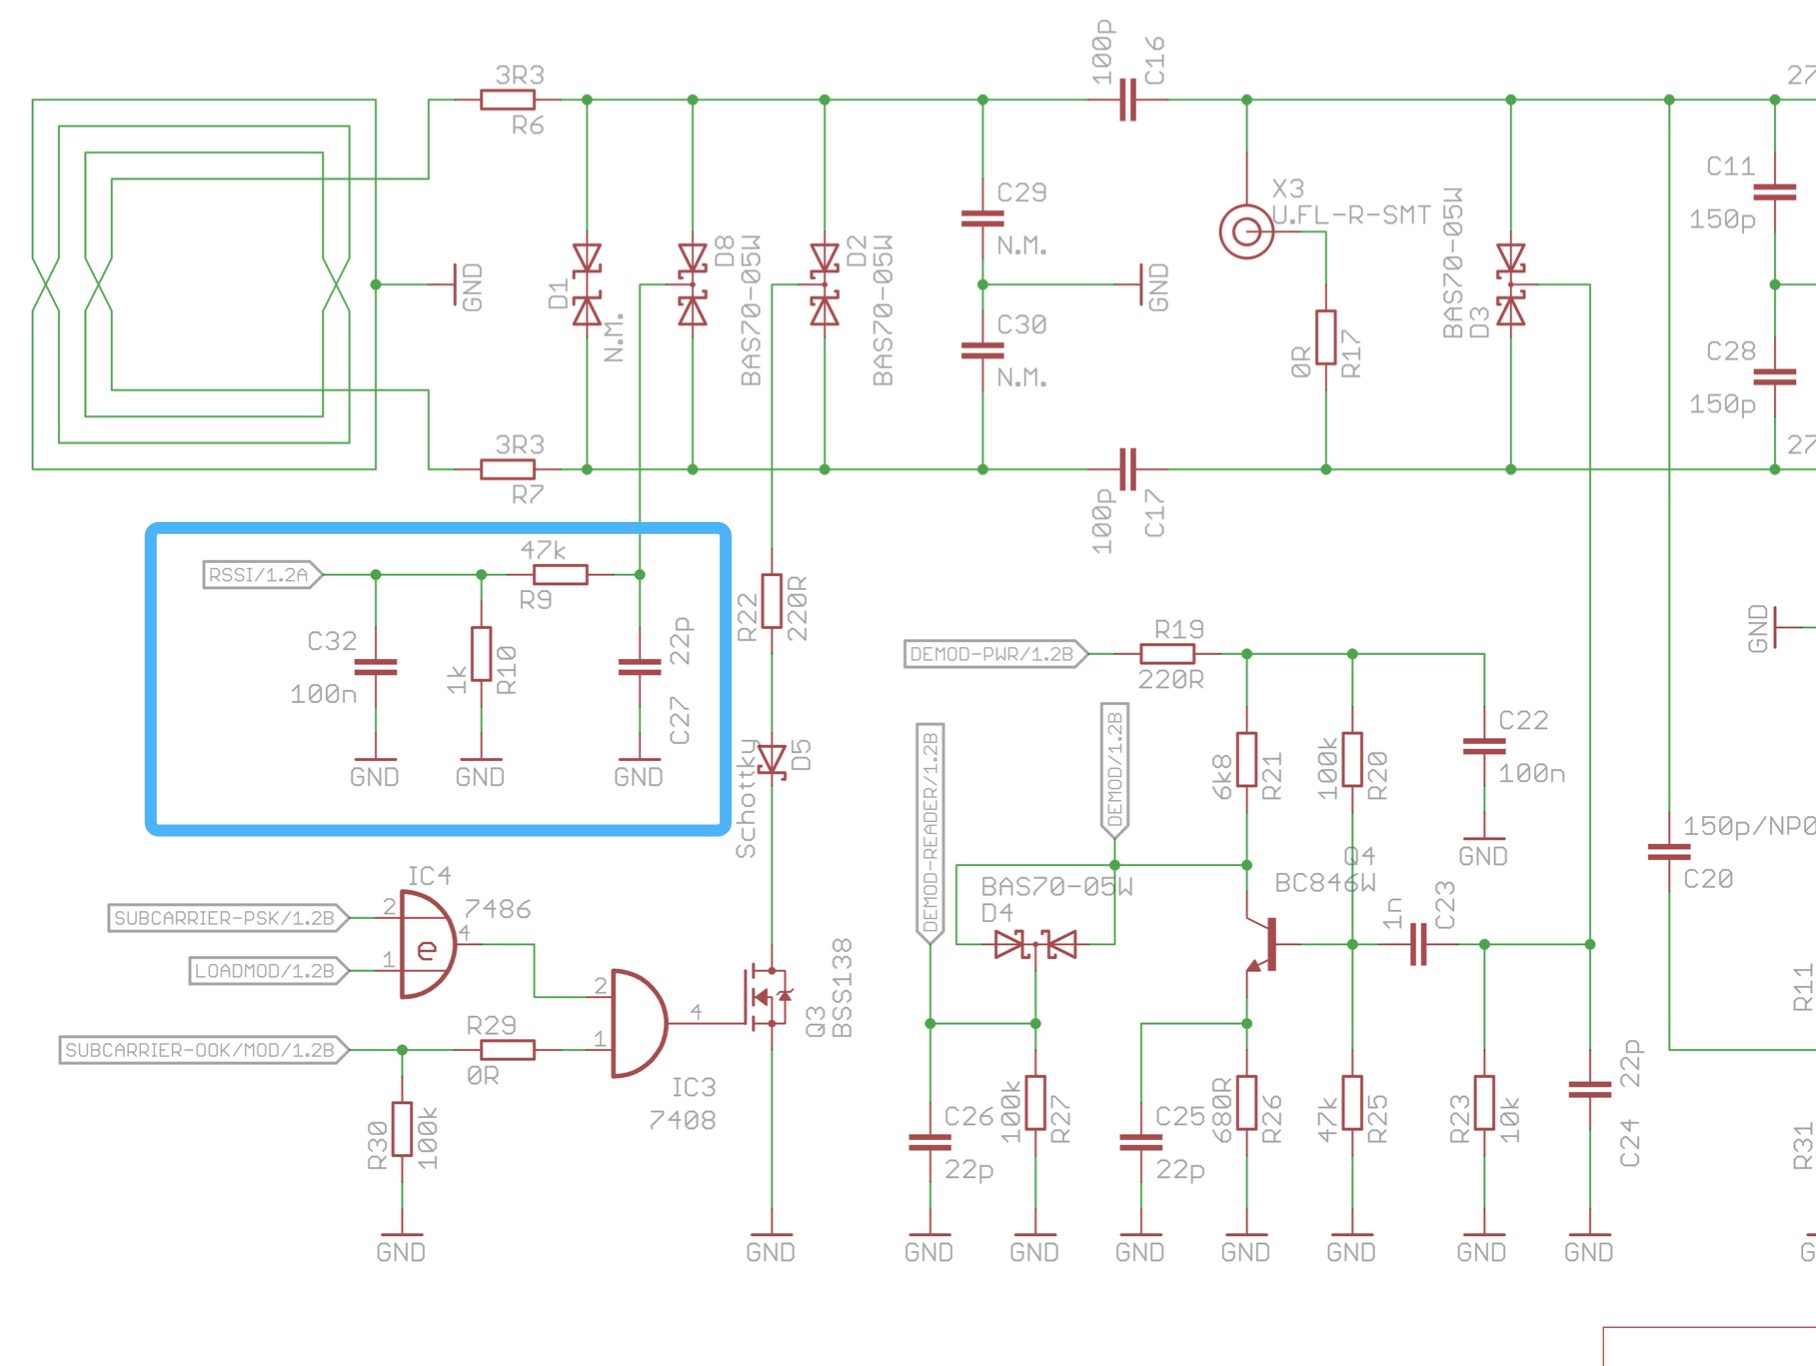 100p
C16
27
3R3
R6
C11
150p
C29
N.M.
X3
U.FL-R-SMT
BAS70-05W
D3
D8
BAS70-05W
D2
BAS70-05W
D1
N.M.
GND
GND
C30
N.M.
0R
R17
C28
150p
3R3
R7
27
100p
C17
47k
RSSI/1.2A
R9
C32
100n
1k
R10
22p
C27
GND
GND
GND
R22
220R
Schottky
D5
DEMOD-PWR/1.2B
R19
220R
GND
DEMOD-READER/1.2B
DEMOD/1.2B
6k8
R21
100k
R20
C22
100n
GND
150p/NP0
C20
IC4
SUBCARRIER-PSK/1.2B
2
7486
4
e
LOADMOD/1.2B
1
BAS70-05W
D4
Q4
BC846W
1n
C23
SUBCARRIER-OOK/MOD/1.2B
R29
0R
2
1
4
IC3
7408
Q3
BSS138
R11
R30
100k
C26
22p
100k
R27
C25
22p
680R
R26
47k
R25
R23
10k
22p
C24
R31
GND
GND
GND
GND
GND
GND
GND
GND
G